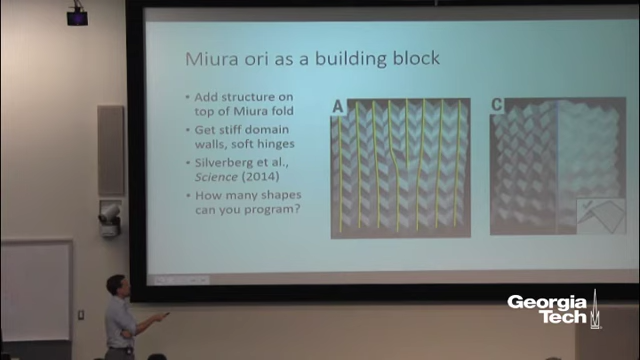 Miura ori as a building block
• Add structure on
top of Miura fold
• Get stiff domain
walls, soft hinges
• Silverberg et al.,
Science (2014)
• How many shapes
can you program?
A
C
Georgia
Tech